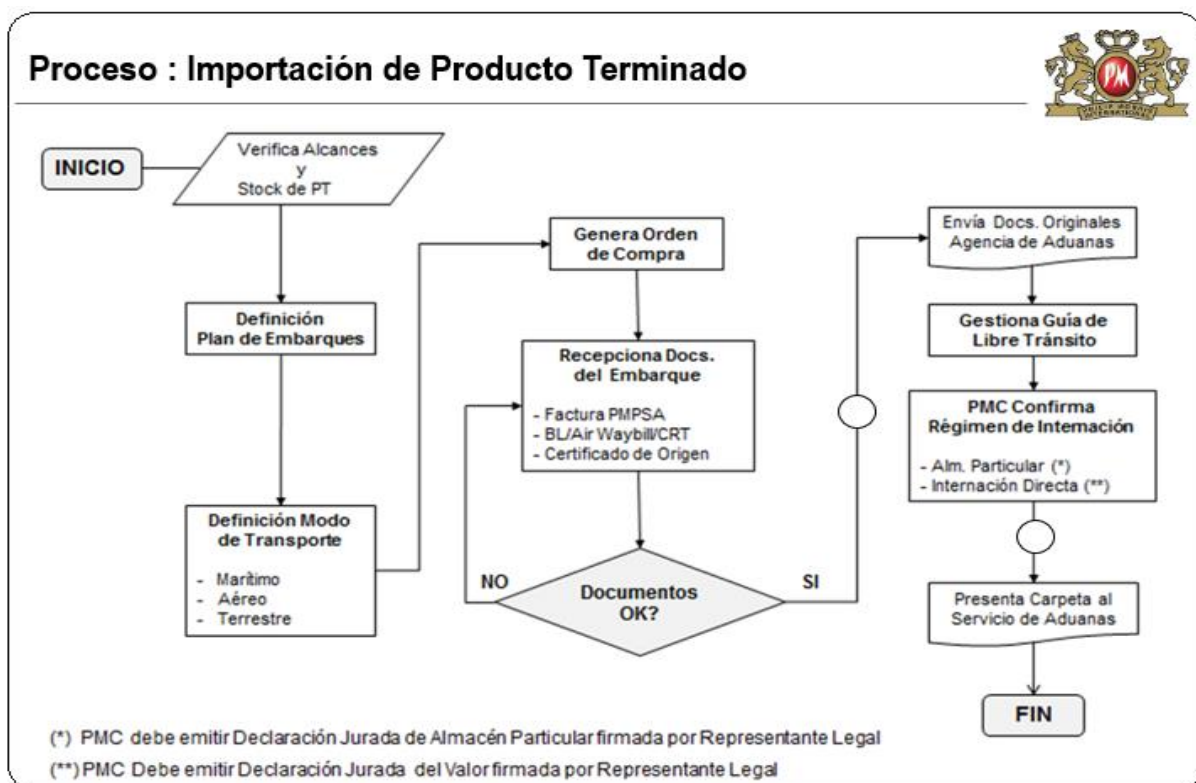 Proceso : Importación de Producto Terminado
PM
PHILIP MORRIS
INTERNATIONAL
INICIO
Verifica Alcances
y
Stock de PT
Definición
Plan de Embarques
Definición Modo
de Transporte
- Marítimo
- Aéreo
- Terrestre
Genera Orden
de Compra
Recepciona Docs.
del Embarque
- Factura PMPSA
- BL/Air Waybill/CRT
- Certificado de Origen
Documentos
OK?
NO
SI
Envía Docs. Originales
Agencia de Aduanas
Gestiona Guía de
Libre Tránsito
PMC Confirma
Régimen de Internación
- Alm. Particular (*)
- Internación Directa (**)
Presenta Carpeta al
Servicio de Aduanas
FIN
(*) PMC debe emitir Declaración Jurada de Almacén Particular firmada por Representante Legal
(**) PMC Debe emitir Declaración Jurada del Valor firmada por Representante Legal